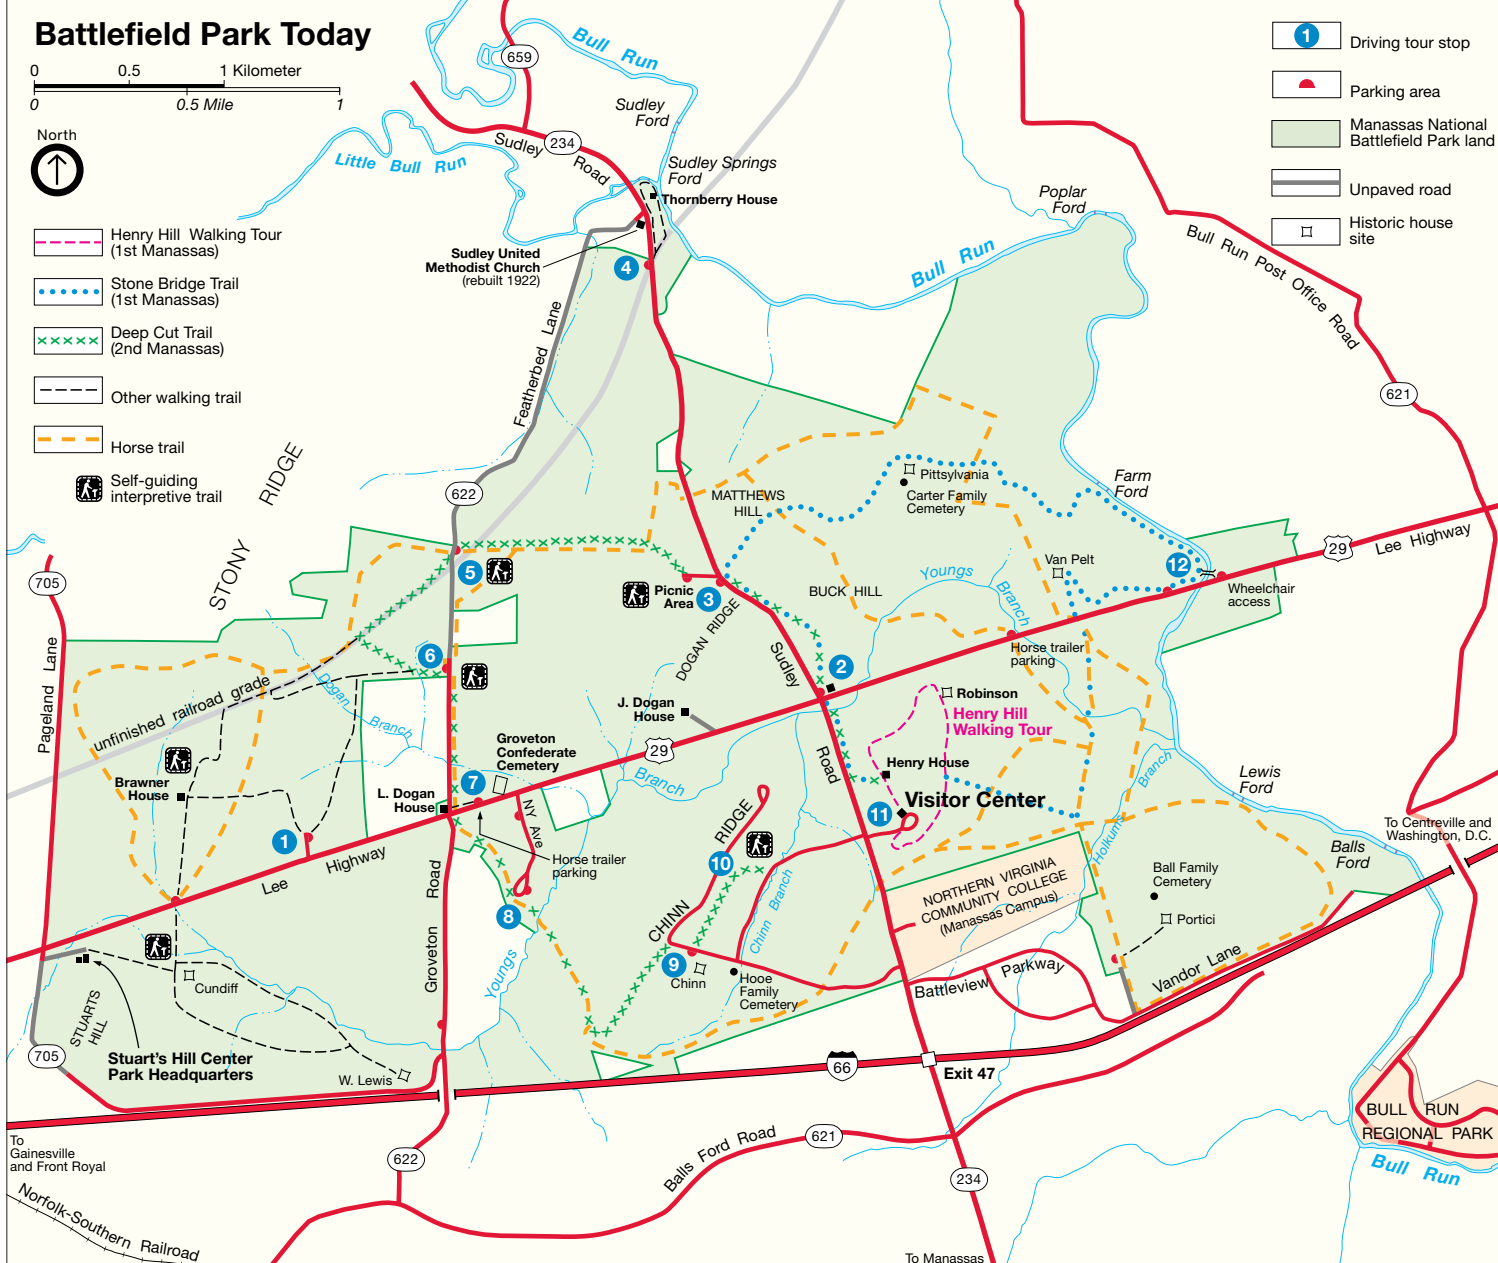 Battlefield Park Today
0 0.5 1 Kilometer
0 0.5 Mile 1
North
Henry Hill Walking Tour
(1st Manassas)
Stone Bridge Trail
(1st Manassas)
Deep Cut Trail
(2nd Manassas)
Other walking trail
Horse trail
Self-guiding
interpretive trail
1
Driving tour stop
Parking area
Manassas National
Battlefield Park land
Unpaved road
Historic house
site
659
Bull Run
Sudley
Ford
234
Sudley Road
Little Bull Run
Sudley Springs
Ford
Thornberry House
Sudley United
Methodist Church
(rebuilt 1922)
4
Poplar
Ford
Bull Run
Bull Run Post Office Road
621
Featherbed Lane
STONY RIDGE
622
MATTHEWS
HILL
Pittsylvania
Carter Family
Cemetery
Farm
Ford
29
Lee Highway
705
5
Picnic
Area
3
BUCK HILL
Youngs Branch
Van Pelt
12
Wheelchair
access
Horse trailer
parking
DOGAN RIDGE
Sudley Road
2
6
Pageland Lane
unfinished railroad grade
Dogan Branch
J. Dogan
House
29
Robinson
Henry Hill
Walking Tour
Henry House
Groveton
Confederate
Cemetery
Branch
Brawner
House
L. Dogan
House
7
NY Ave
11
Visitor Center
Branch
Holkums
Lewis
Ford
To Centreville and
Washington, D.C.
Balls
Ford
1
Lee Highway
Horse trailer
parking
CHINN RIDGE
10
Chinn Branch
NORTHERN VIRGINIA
COMMUNITY COLLEGE
(Manassas Campus)
Ball Family
Cemetery
Portici
8
Groveton Road
Youngs
9
Chinn
Hooe
Family
Cemetery
Battleview Parkway
Vandor Lane
Cundiff
STUARTS
HILL
705
Stuart's Hill Center
Park Headquarters
W. Lewis
66
Exit 47
BULL RUN
REGIONAL PARK
Bull Run
To
Gainesville
and Front Royal
622
Balls Ford Road
621
234
Norfolk-Southern Railroad
To Manassas